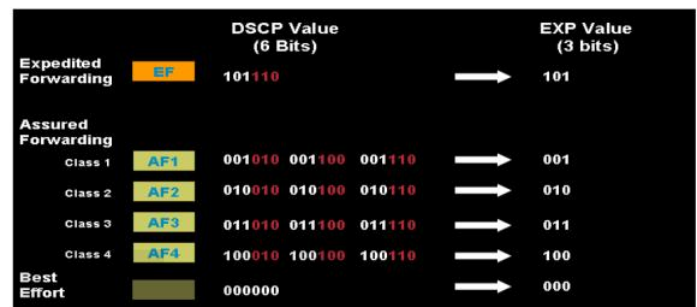 DSCP Value EXP Value
(6 Bits) (3 bits)
Expedited
Forwarding EF 101110 101
Assured
Forwarding
Class 1 AF1 001010 001100 001110 001
Class 2 AF2 010010 010100 010110 010
Class 3 AF3 011010 011100 011110 011
Class 4 AF4 100010 100100 100110 100
Best
Effort 000000 000